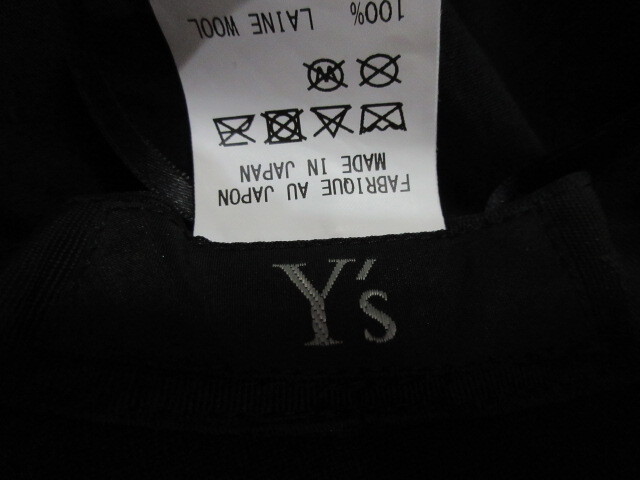 100% LAINE WOOL
FABRIQUE AU JAPON
MADE IN JAPAN
Y's